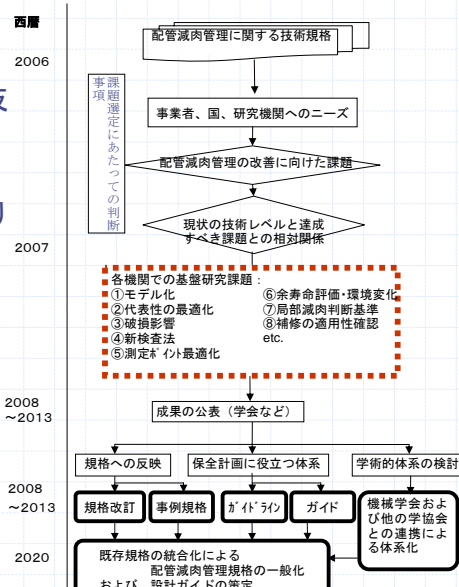 西暦
配管減肉管理に関する技術規格
2006
課題選定にあたっての判断
事項
事業者、国、研究機関へのニーズ
配管減肉管理の改善に向けた課題
現状の技術レベルと達成
すべき課題との相対関係
2007
各機関での基盤研究課題：
①モデル化
②代表性の最適化
③破損影響
④新検査法
⑤測定ﾎﾟｲﾝﾄ最適化
⑥余寿命評価・環境変化
⑦局部減肉判断基準
⑧補修の適用性確認
etc.
2008
～2013
成果の公表（学会など）
規格への反映
保全計画に役立つ体系
学術的体系の検討
2008
～2013
規格改訂
事例規格
ｶﾞｲﾄﾞﾗｲﾝ
ガイド
機械学会およ
び他の学協会
との連携によ
る体系化
2020
既存規格の統合化による
配管減肉管理規格の一般化
および、設計ガイドの策定